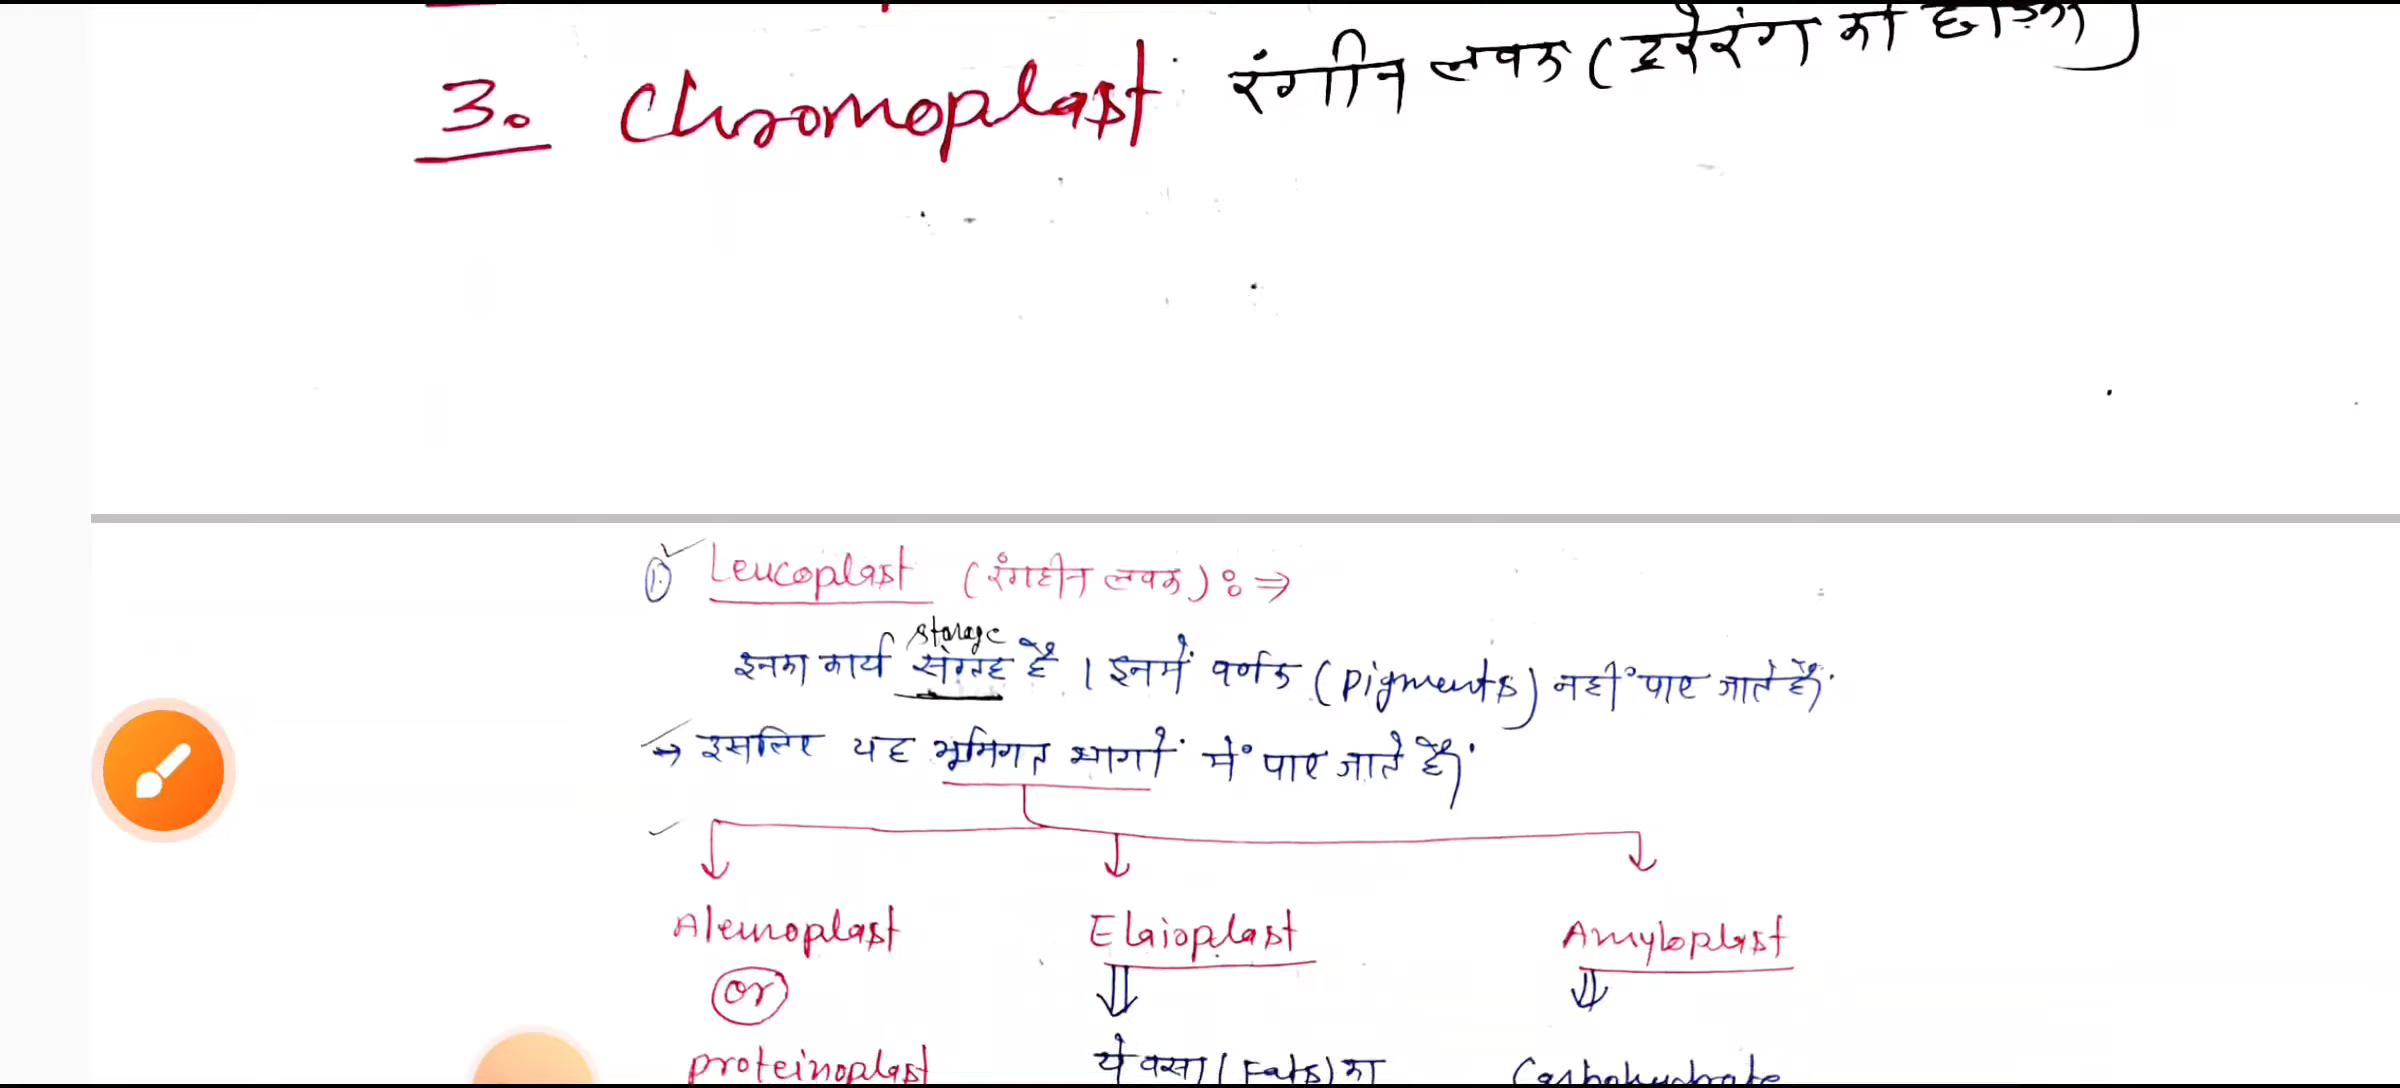 3. Chromoplast रंगीन लवक (हरे रंग को छोड़कर)
① Leucoplast (रंगहीन लवक) :⇒
storage
इनका कार्य संग्रह है । इनमें वर्णक (Pigments) नहीं पाए जाते हैं।
→ इसलिए यह भूमिगत भागों में पाए जाते हैं।
Aleuroplast Elaioplast Amyloplast
or
proteinoplast ये वसा (Fats) का Carbohydrate